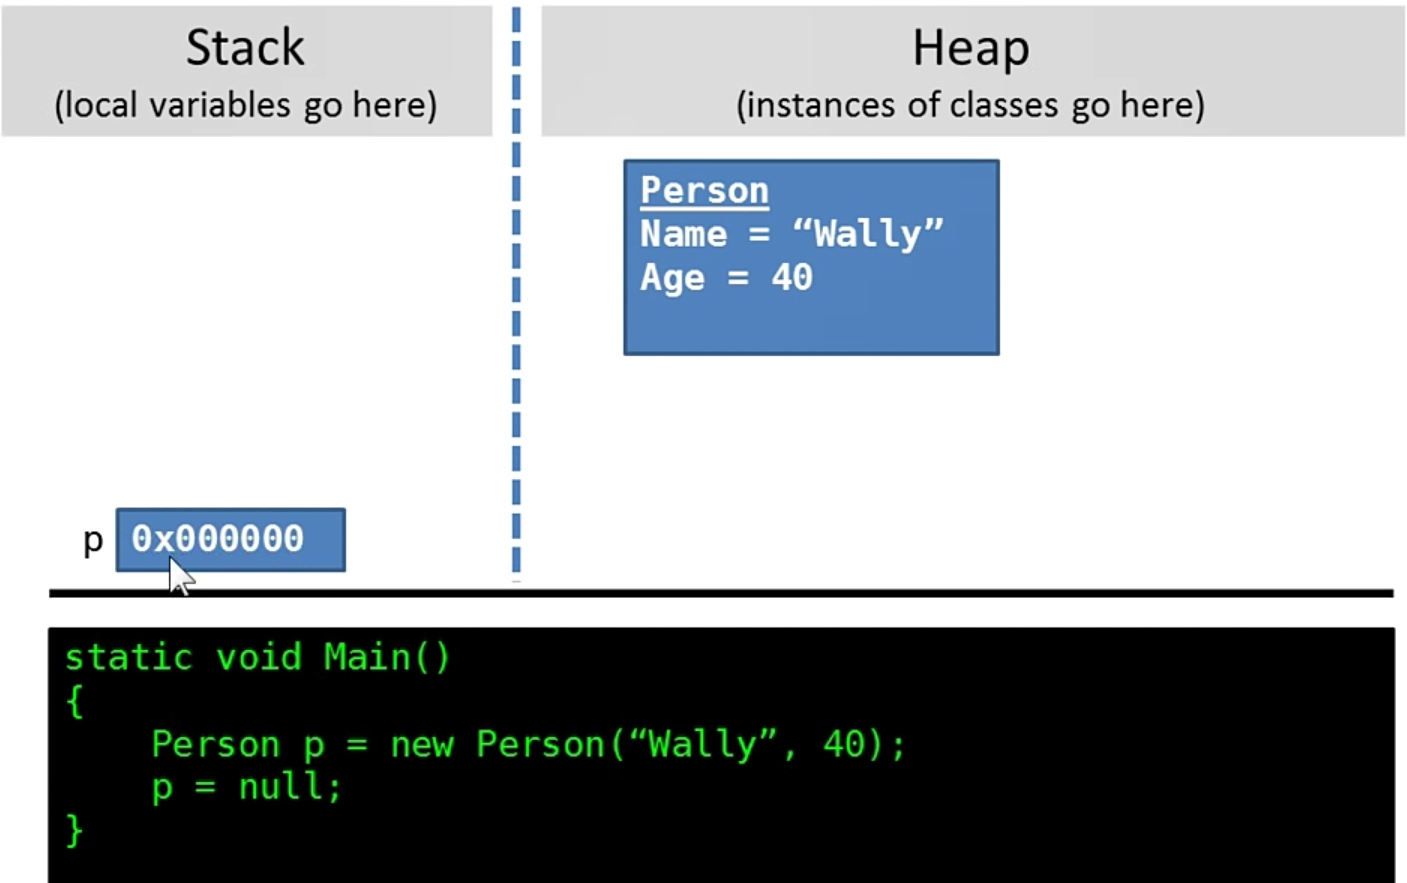 Stack
(local variables go here)
Heap
(instances of classes go here)
Person
Name = “Wally”
Age = 40
p 0x000000
static void Main()
{
    Person p = new Person(“Wally”, 40);
    p = null;
}